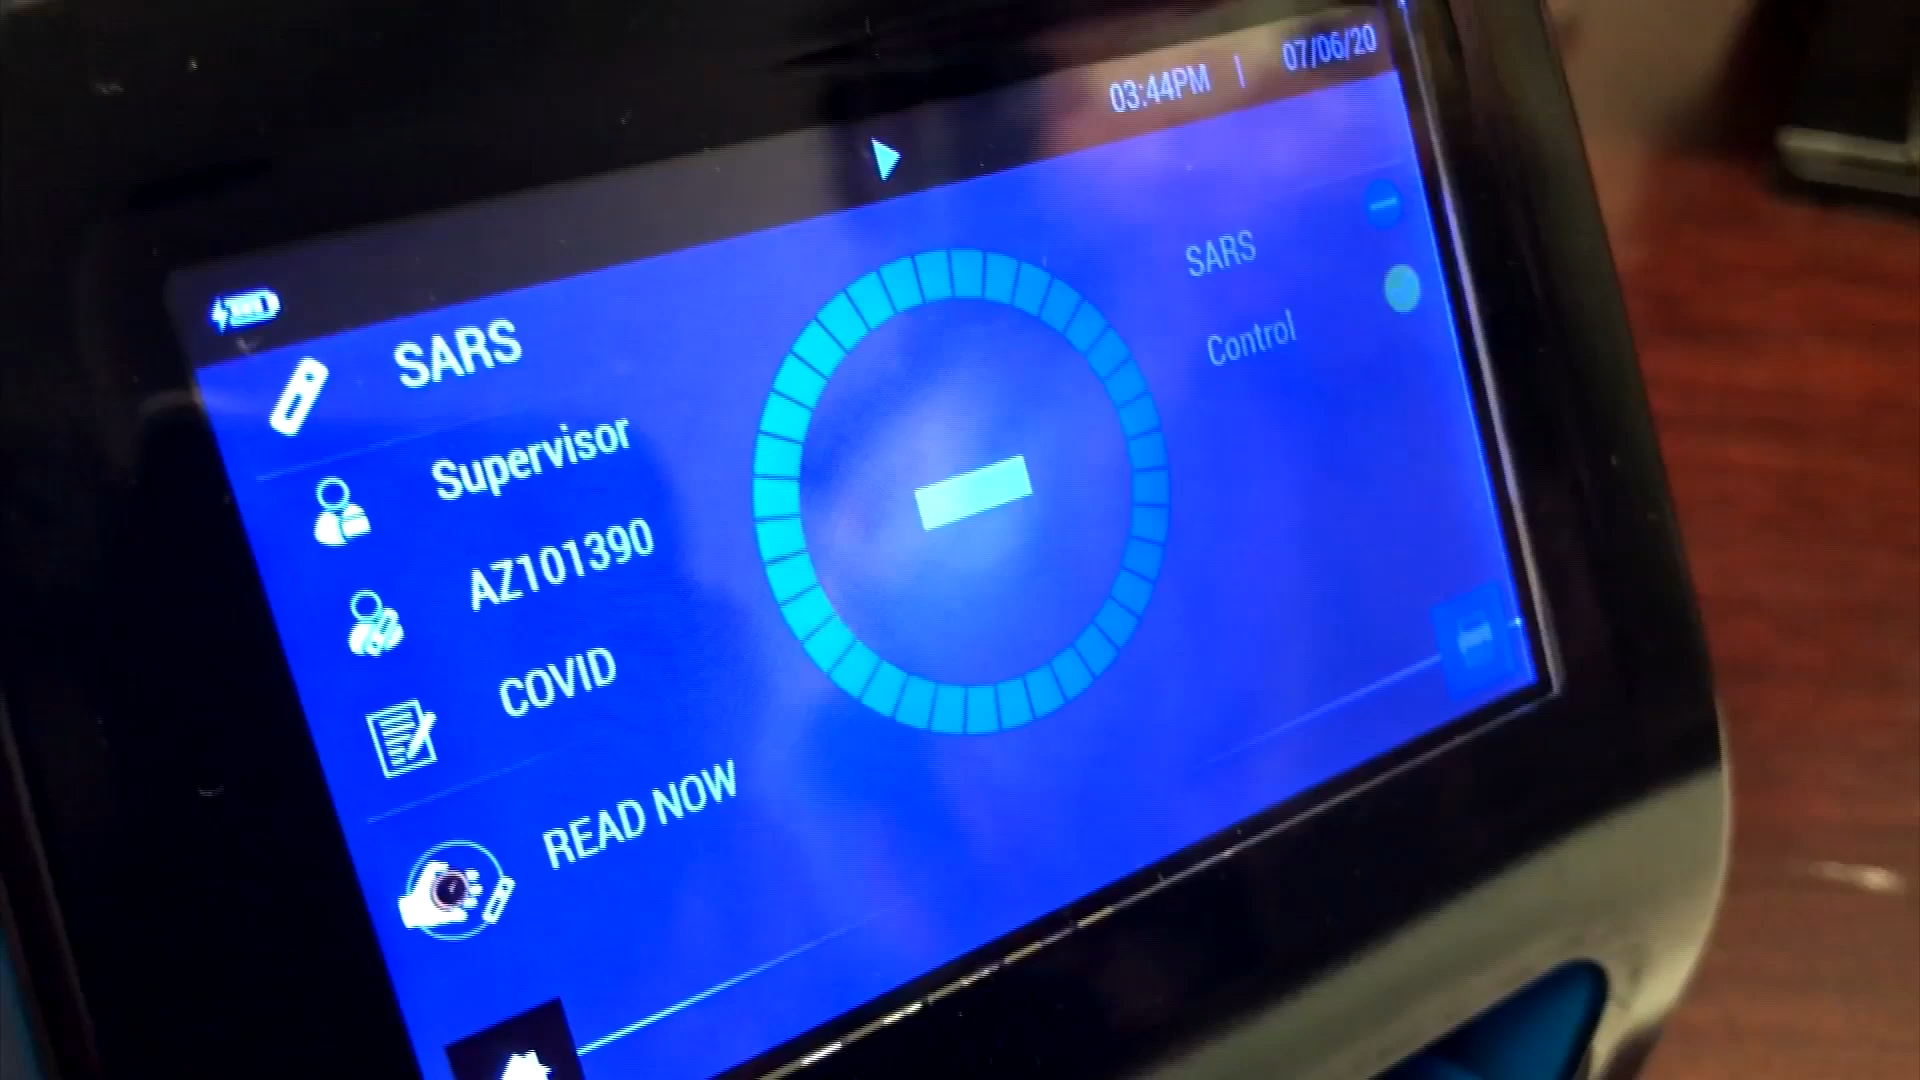 03:44PM | 07/06/20
SARS
Supervisor
AZ101390
COVID
READ NOW
SARS
Control